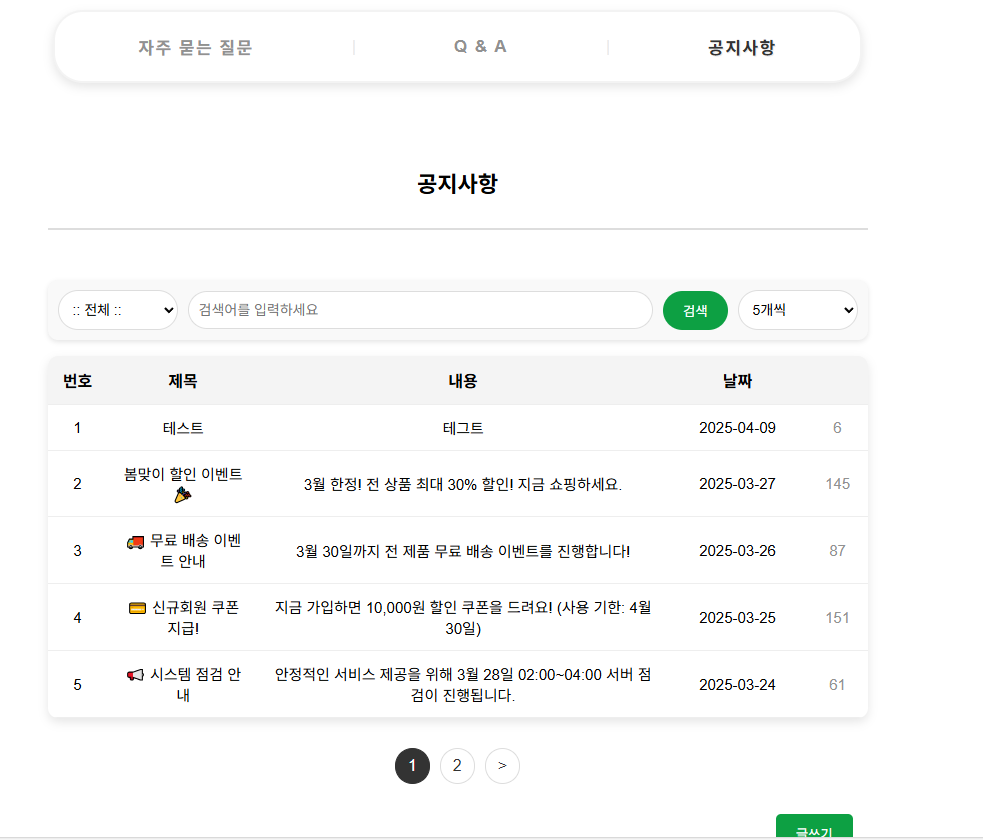 자주 묻는 질문 | Q & A | 공지사항
공지사항
:: 전체 :: 검색어를 입력하세요 검색 5개씩
번호 제목 내용 날짜
1 테스트 테그트 2025-04-09 6
봄맞이 할인 이벤트
2 🎉 3월 한정! 전 상품 최대 30% 할인! 지금 쇼핑하세요. 2025-03-27 145
🚚 무료 배송 이벤
3 트 안내 3월 30일까지 전 제품 무료 배송 이벤트를 진행합니다! 2025-03-26 87
💳 신규회원 쿠폰 지금 가입하면 10,000원 할인 쿠폰을 드려요! (사용 기한: 4월
4 지급! 30일) 2025-03-25 151
📢 시스템 점검 안 안정적인 서비스 제공을 위해 3월 28일 02:00~04:00 서버 점
5 내 검이 진행됩니다. 2025-03-24 61
1 2 >
글쓰기